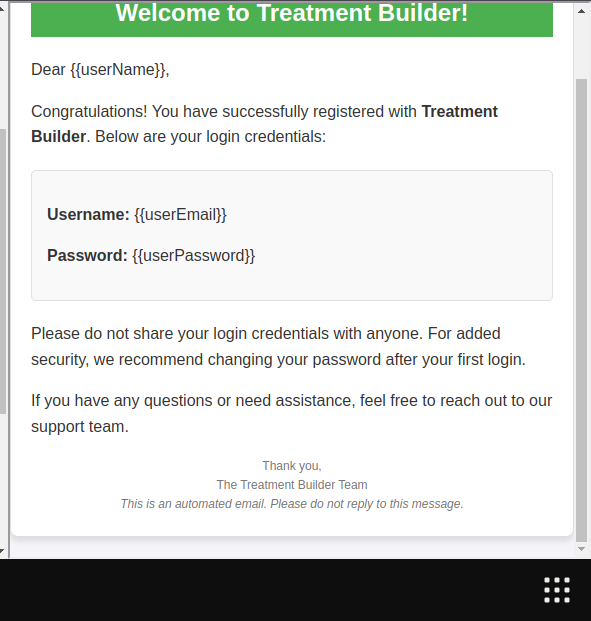 Welcome to Treatment Builder!
Dear {{userName}},
Congratulations! You have successfully registered with Treatment
Builder. Below are your login credentials:
Username: {{userEmail}}
Password: {{userPassword}}
Please do not share your login credentials with anyone. For added
security, we recommend changing your password after your first login.
If you have any questions or need assistance, feel free to reach out to our
support team.
Thank you,
The Treatment Builder Team
This is an automated email. Please do not reply to this message.